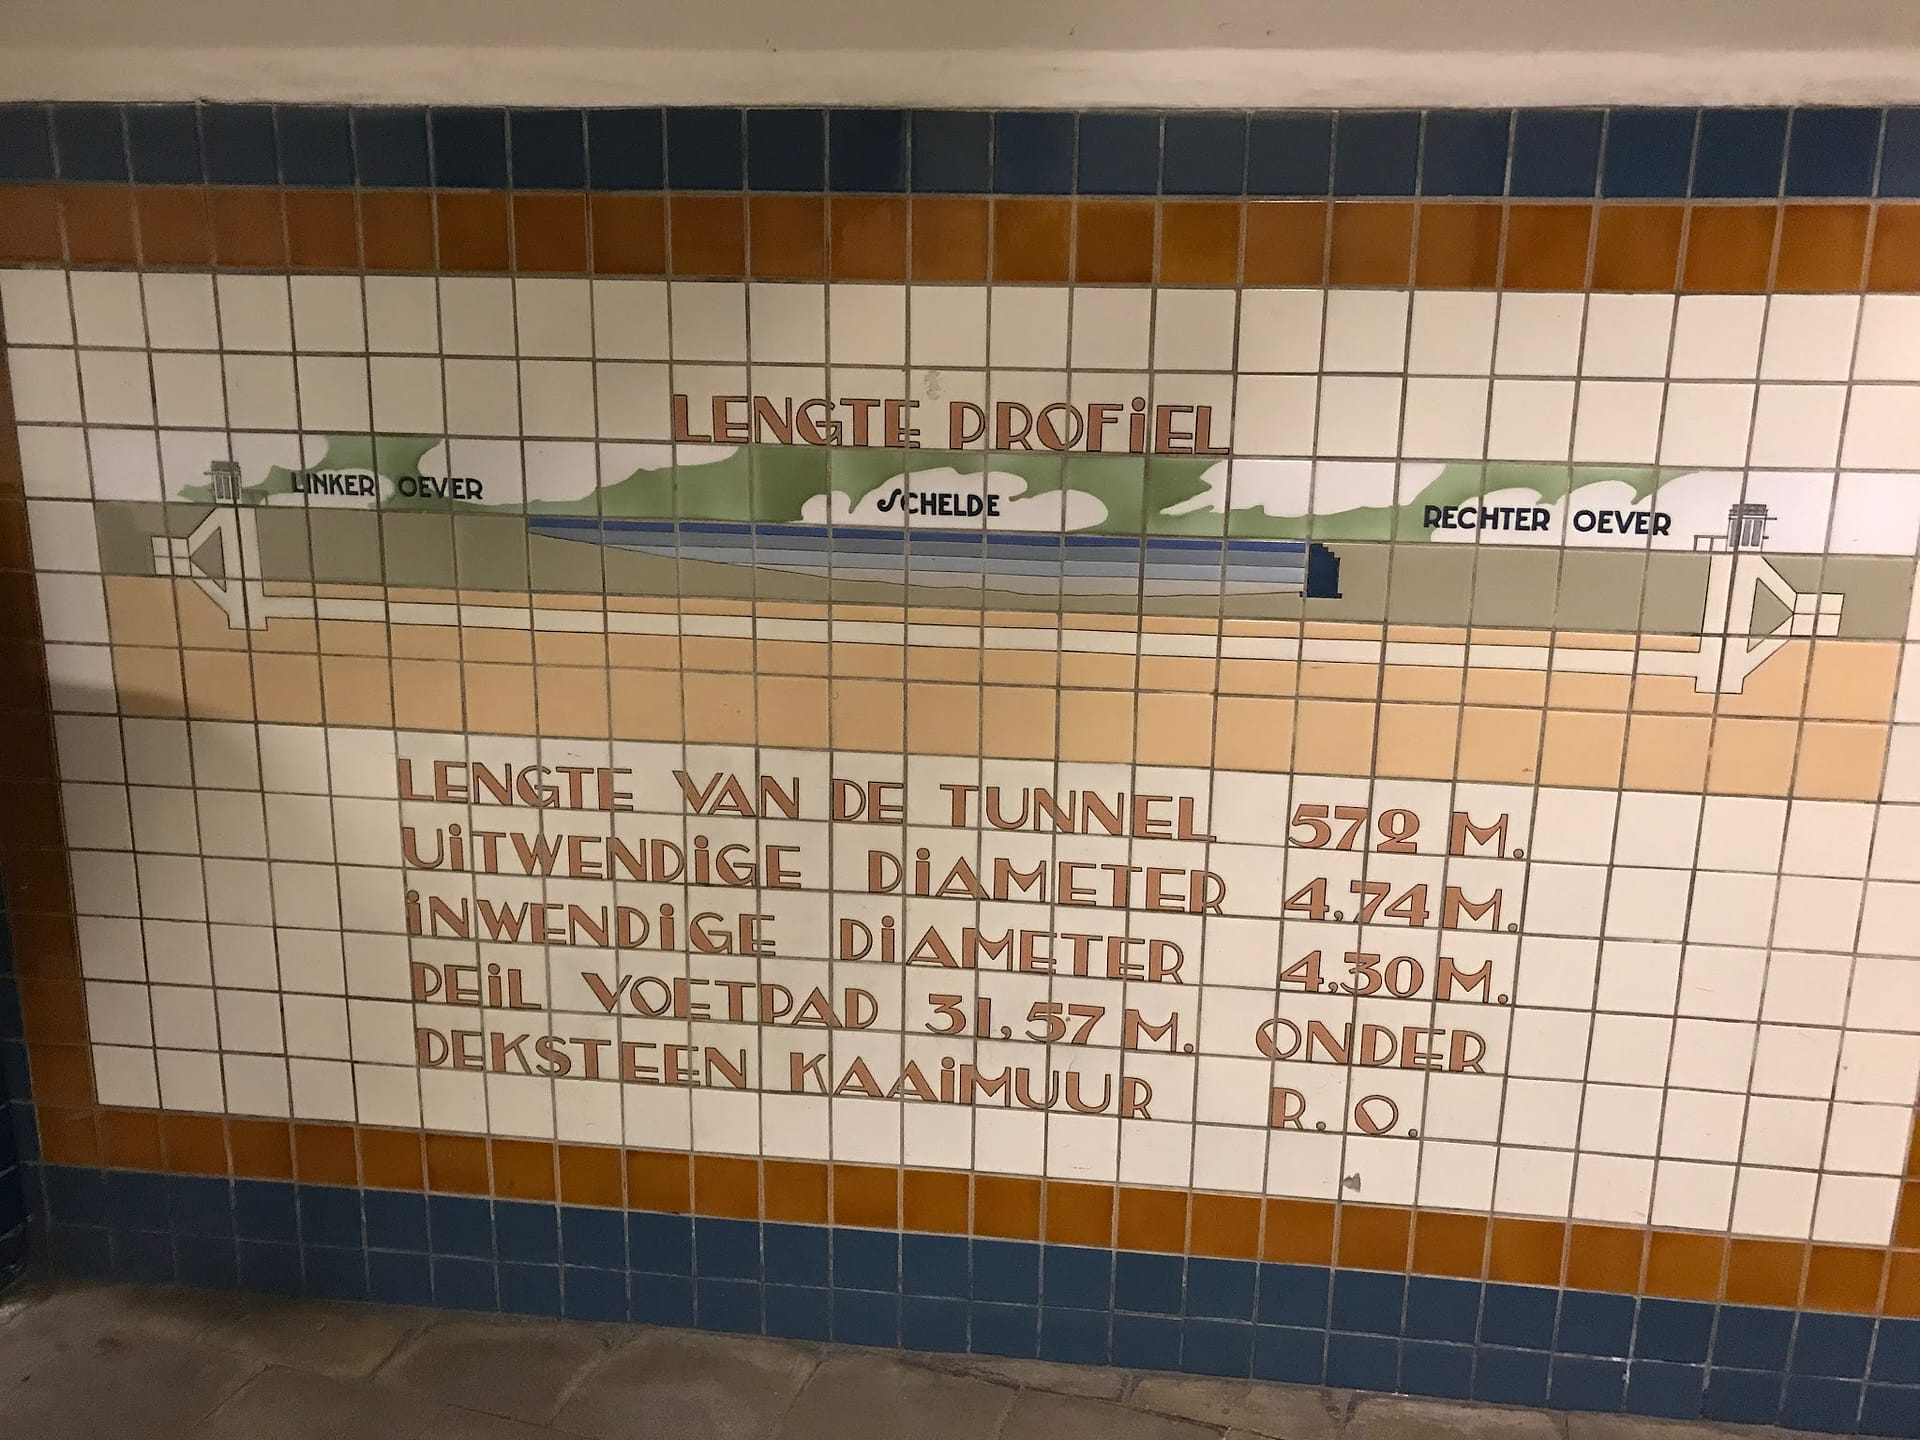 LENGTE PROFiEL
LINKER OEVER
SCHELDE
RECHTER OEVER
LENGTE VAN DE TUNNEL 572 M.
UiTWENDiGE DiAMETER 4,74 M.
iNWENDiGE DiAMETER 4,30 M.
PEiL VOETPAD 31,57 M. ONDER
DEKSTEEN KAAiMUUR R. O.